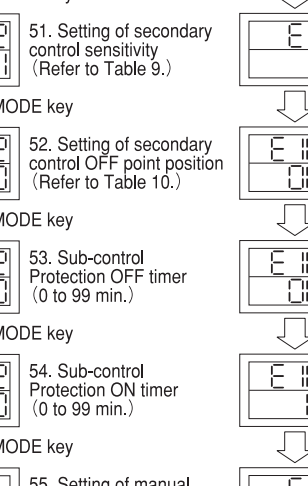 51. Setting of secondary
control sensitivity
(Refer to Table 9.)
MODE key
52. Setting of secondary
control OFF point position
(Refer to Table 10.)
MODE key
53. Sub-control
Protection OFF timer
(0 to 99 min.)
MODE key
54. Sub-control
Protection ON timer
(0 to 99 min.)
MODE key
55. Setting of manual